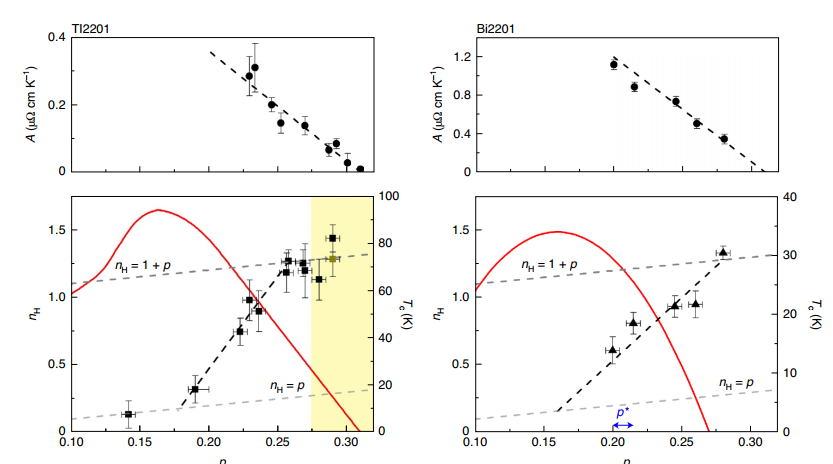 Tl2201
0.4
0.2
0
A (μΩ cm K⁻¹)
Bi2201
1.2
0.8
0.4
0
A (μΩ cm K⁻¹)
1.5
1.0
0.5
0
n_H
n_H = 1 + p
n_H = p
100
80
60
40
20
0
T_c (K)
0.10 0.15 0.20 0.25 0.30
p
1.5
1.0
0.5
0
n_H
n_H = 1 + p
n_H = p
p*
40
30
20
10
0
T_c (K)
0.10 0.15 0.20 0.25 0.30